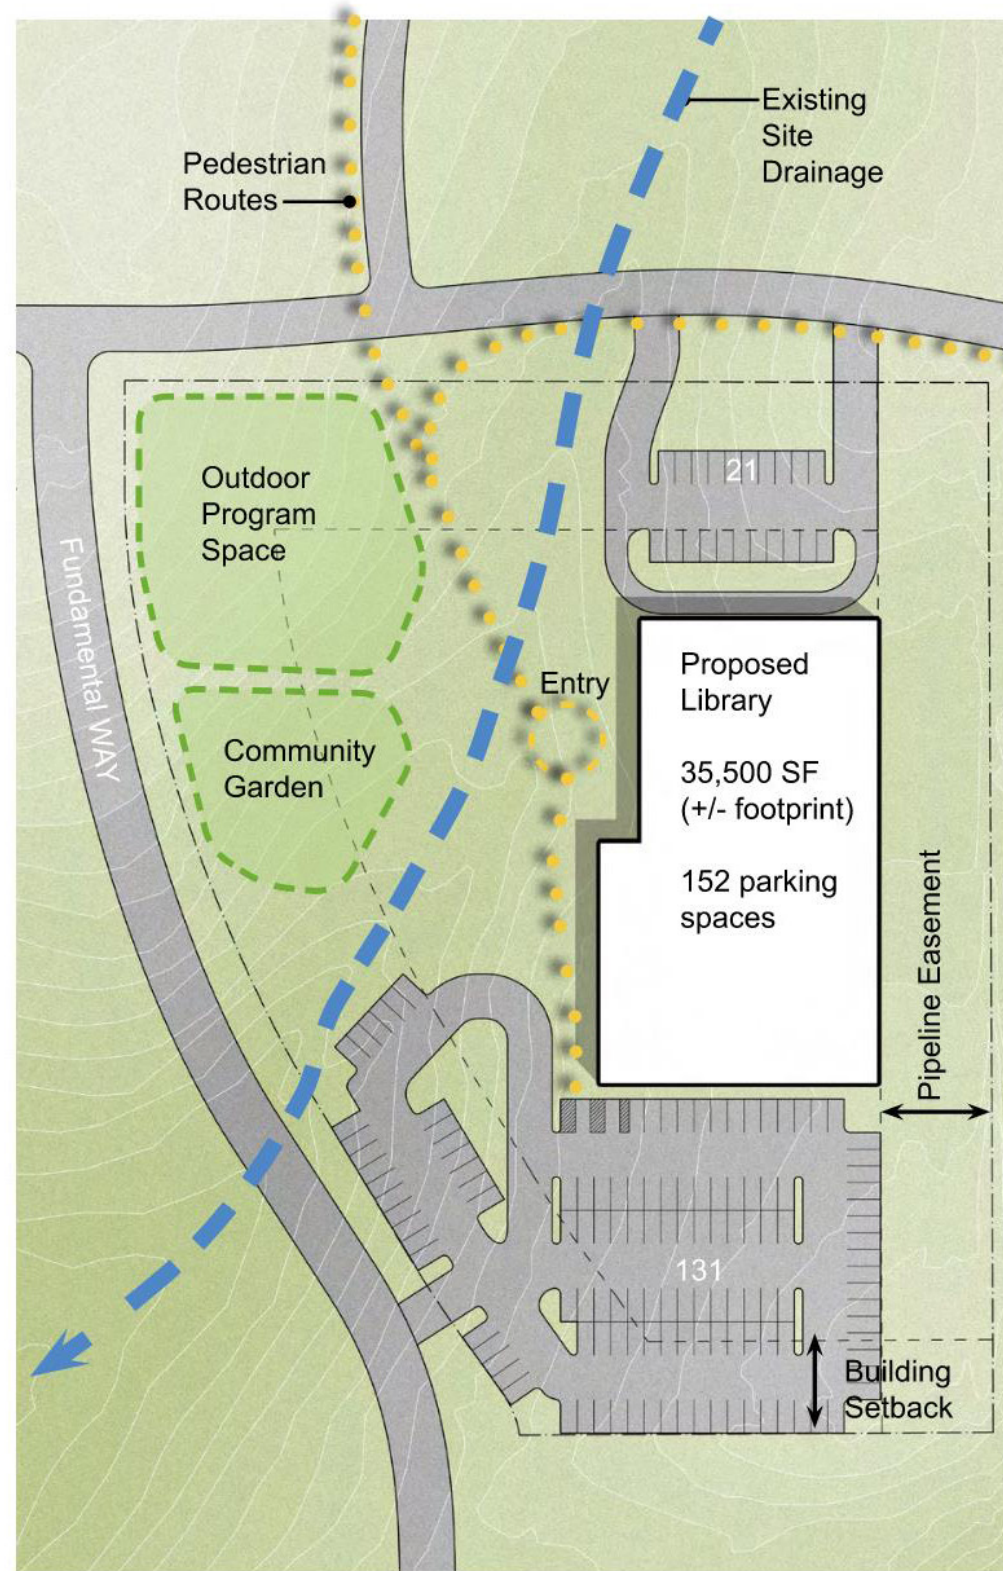 Existing
Site
Drainage
Pedestrian
Routes
Outdoor
Program
Space
21
Fundamental WAY
Entry
Proposed
Library
35,500 SF
(+/- footprint)
152 parking
spaces
Community
Garden
Pipeline Easement
131
Building
Setback